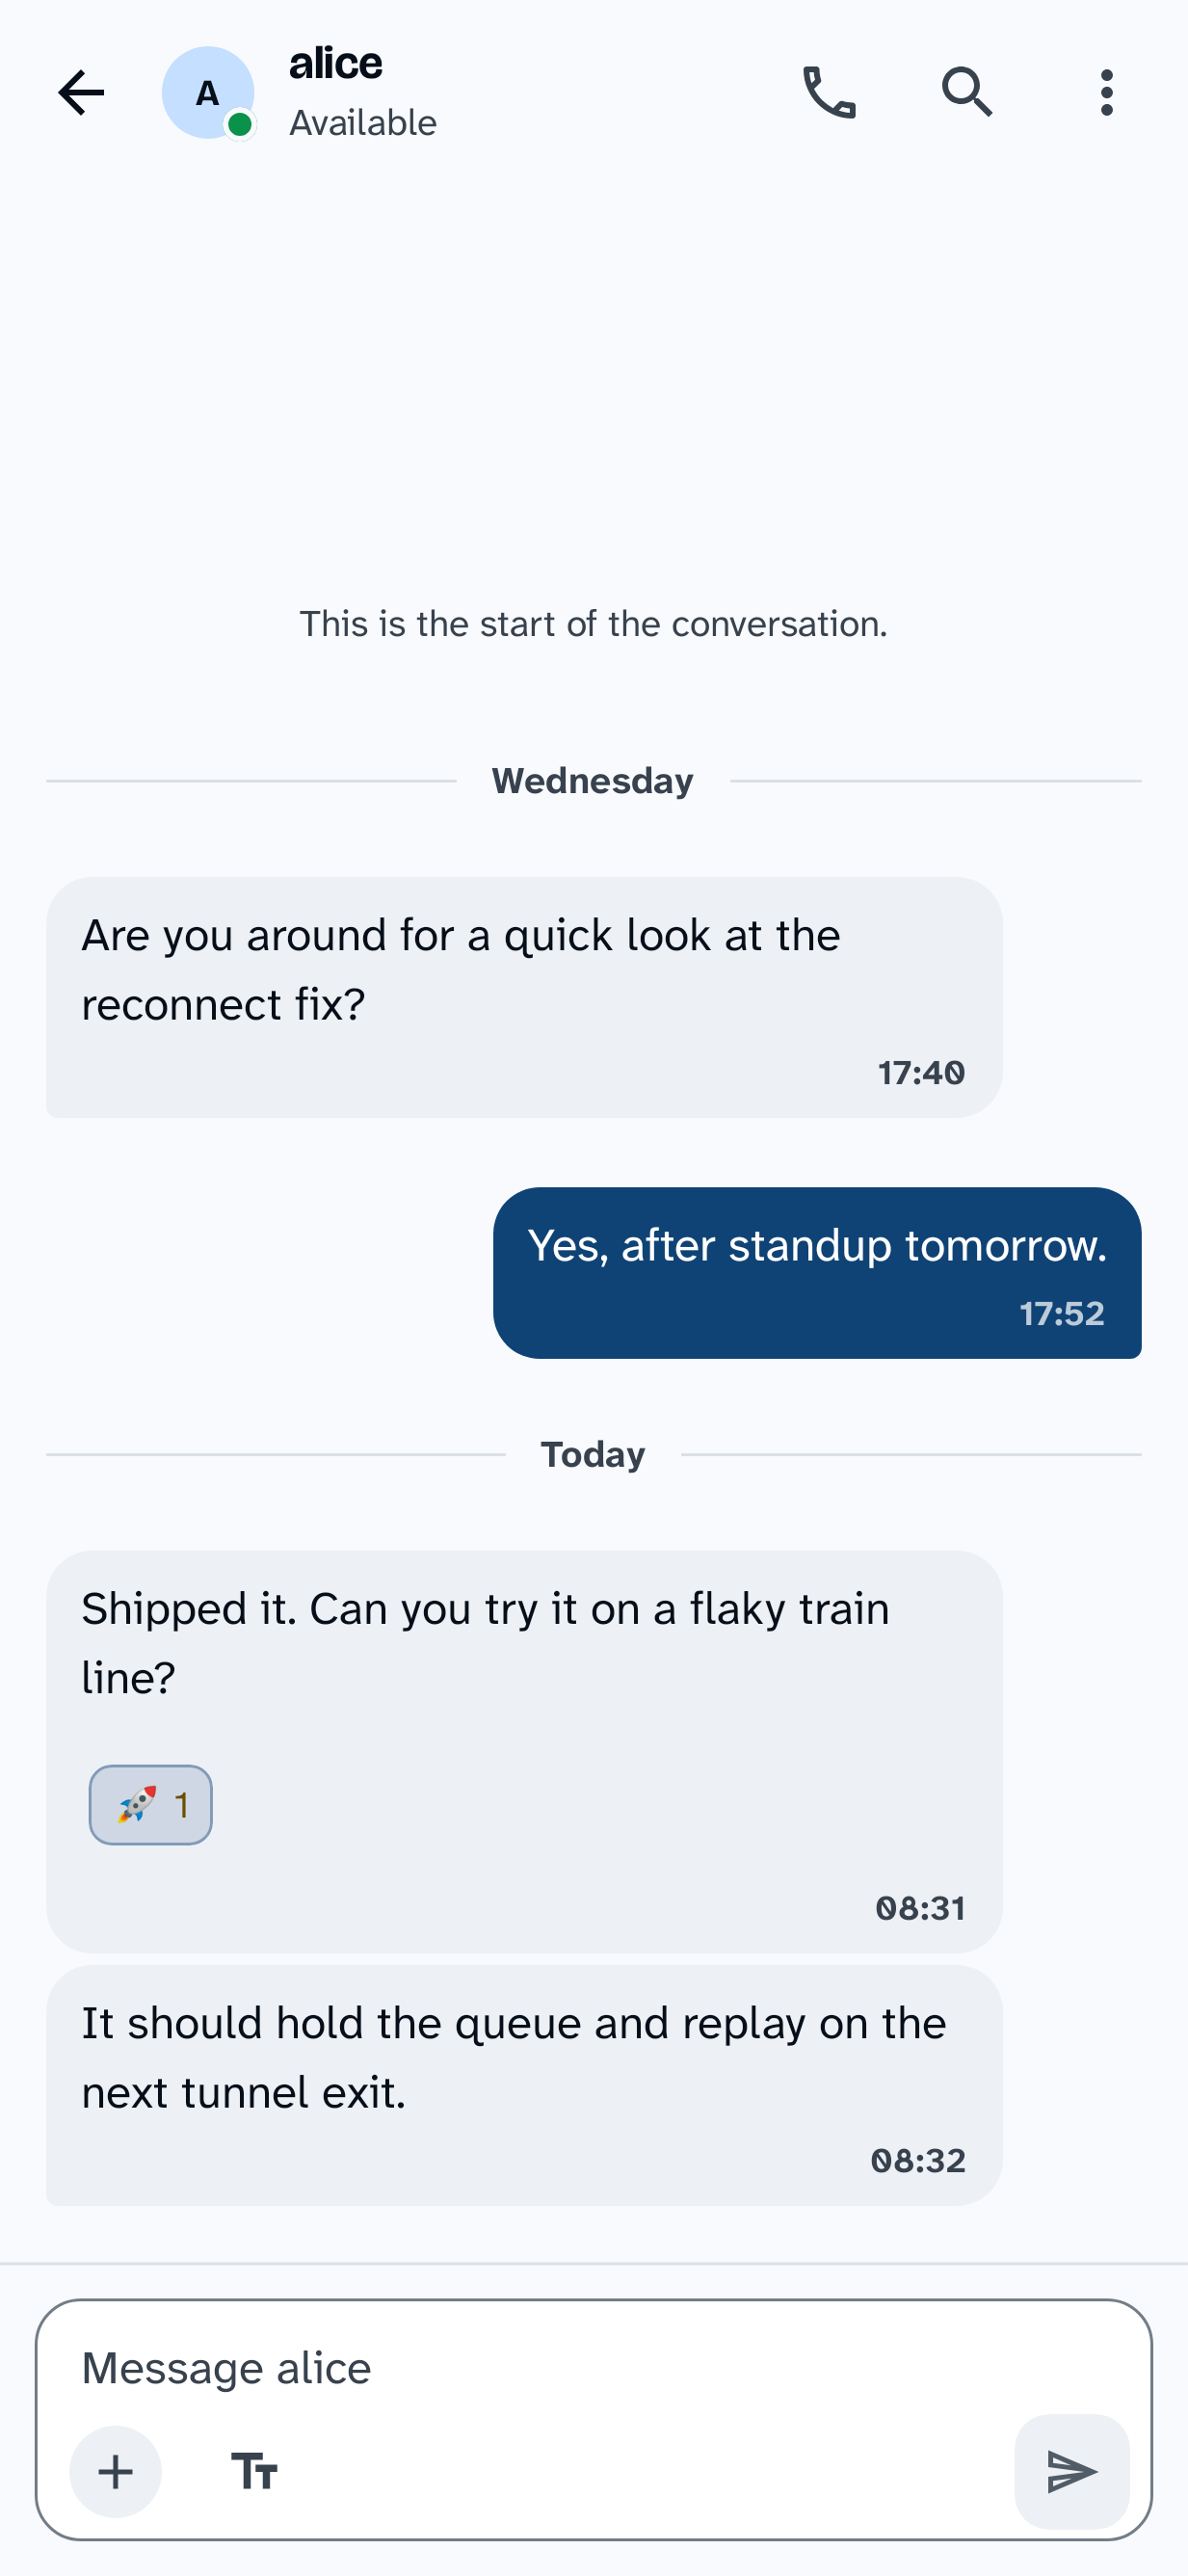 A
alice
Available
This is the start of the conversation.
Wednesday
Are you around for a quick look at the
reconnect fix?
17:40
Yes, after standup tomorrow.
17:52
Today
Shipped it. Can you try it on a flaky train
line?
🚀 1
08:31
It should hold the queue and replay on the
next tunnel exit.
08:32
Message alice
Tт